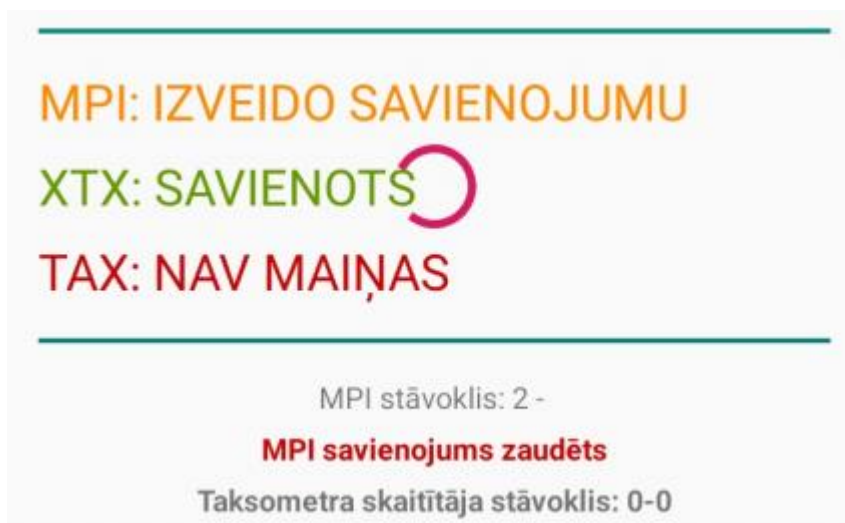 MPI: IZVEIDO SAVIENOJUMU
XTX: SAVIENOTS
TAX: NAV MAIŅAS
MPI stāvoklis: 2 -
MPI savienojums zaudēts
Taksometra skaitītāja stāvoklis: 0-0